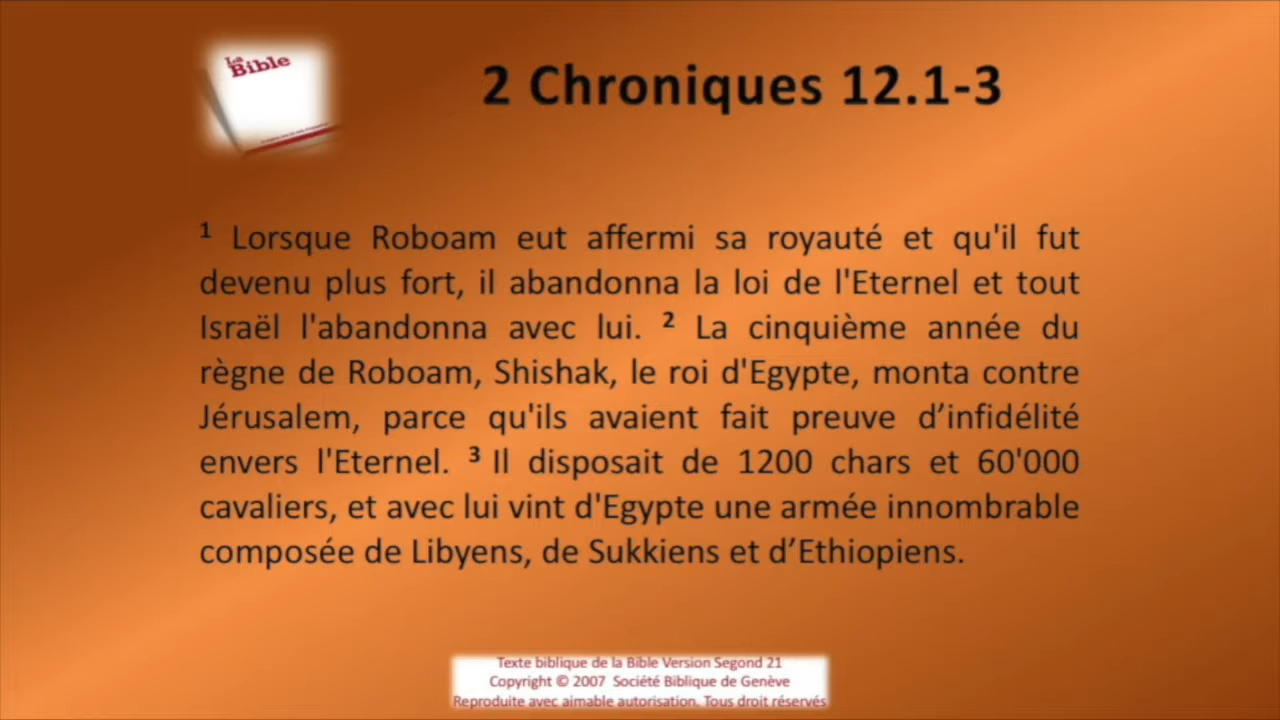 La
Bible
2 Chroniques 12.1-3
1 Lorsque Roboam eut affermi sa royauté et qu'il fut
devenu plus fort, il abandonna la loi de l'Eternel et tout
Israël l'abandonna avec lui. 2 La cinquième année du
règne de Roboam, Shishak, le roi d'Egypte, monta contre
Jérusalem, parce qu'ils avaient fait preuve d’infidélité
envers l'Eternel. 3 Il disposait de 1200 chars et 60'000
cavaliers, et avec lui vint d'Egypte une armée innombrable
composée de Libyens, de Sukkiens et d’Ethiopiens.
Texte biblique de la Bible Version Segond 21
Copyright © 2007 Société Biblique de Genève
Reproduite avec aimable autorisation. Tous droit réservés